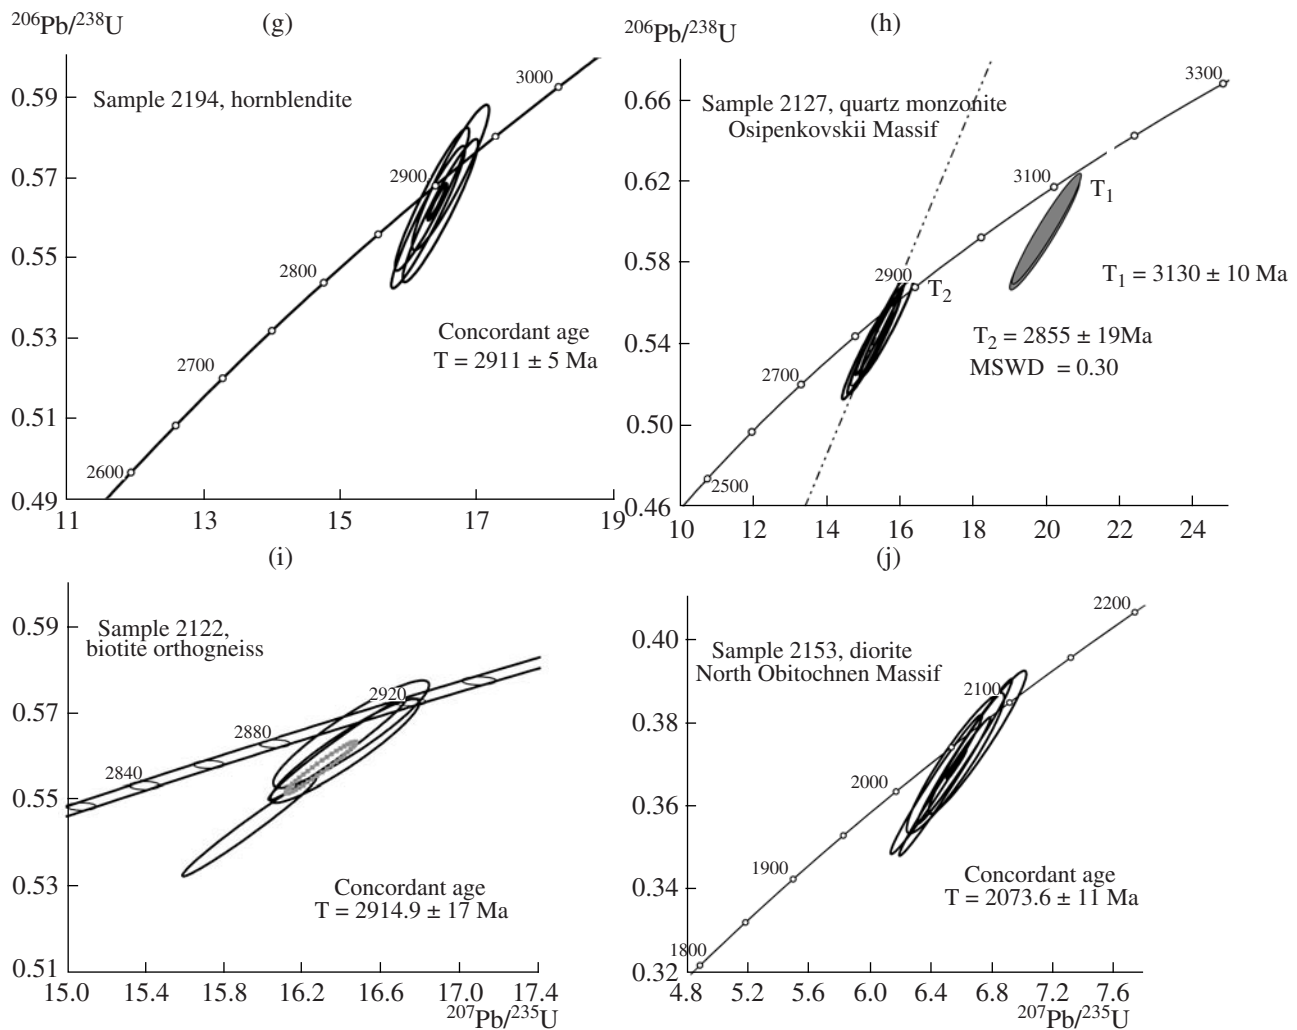 (g)
²⁰⁶Pb/²³⁸U
Sample 2194, hornblendite
0.59
0.57
0.55
0.53
0.51
0.49
3000
2900
2800
2700
2600
Concordant age
T = 2911 ± 5 Ma
11 13 15 17 19
(h)
²⁰⁶Pb/²³⁸U
Sample 2127, quartz monzonite
Osipenkovskii Massif
0.66
0.62
0.58
0.54
0.50
0.46
3300
3100
2900
2700
2500
T₁
T₂
T₁ = 3130 ± 10 Ma
T₂ = 2855 ± 19Ma
MSWD = 0.30
10 12 14 16 18 20 22 24
(i)
Sample 2122,
biotite orthogneiss
0.59
0.57
0.55
0.53
0.51
2920
2880
2840
Concordant age
T = 2914.9 ± 17 Ma
15.0 15.4 15.8 16.2 16.6 17.0 17.4
²⁰⁷Pb/²³⁵U
(j)
Sample 2153, diorite
North Obitochnen Massif
0.40
0.38
0.36
0.34
0.32
2200
2100
2000
1900
1800
Concordant age
T = 2073.6 ± 11 Ma
4.8 5.2 5.6 6.0 6.4 6.8 7.2 7.6
²⁰⁷Pb/²³⁵U